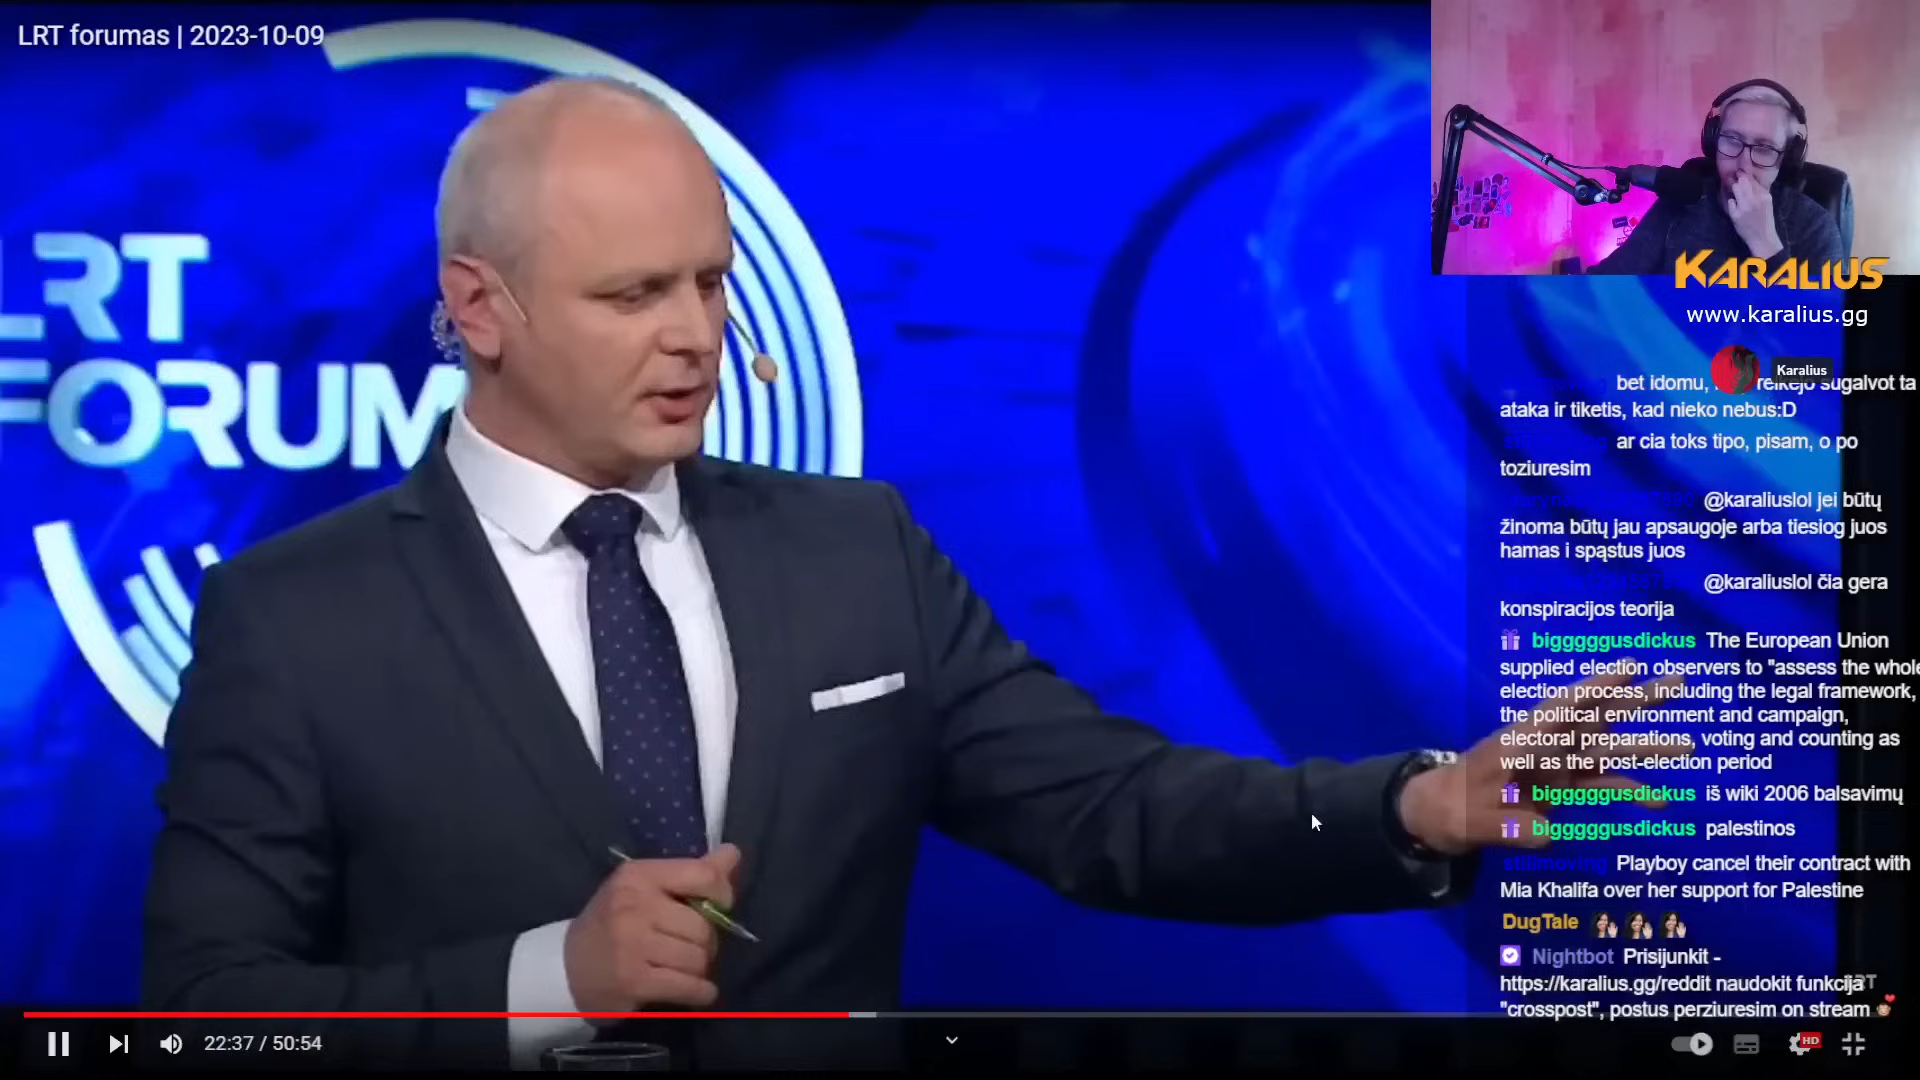 LRT forumas | 2023-10-09
LRT
FORUM
KARALIUS
www.karalius.gg
Karalius
bet idomu, reikejo sugalvot ta
ataka ir tiketis, kad nieko nebus:D
ar cia toks tipo, pisam, o po
toziuresim
@karaliuslol jei būtų
žinoma būtų jau apsaugoje arba tiesiog juos
hamas i spąstus juos
@karaliuslol čia gera
konspiracijos teorija
bigggggusdickus The European Union
supplied election observers to "assess the whole
election process, including the legal framework,
the political environment and campaign,
electoral preparations, voting and counting as
well as the post-election period
bigggggusdickus iš wiki 2006 balsavimų
bigggggusdickus palestinos
stillmoving Playboy cancel their contract with
Mia Khalifa over her support for Palestine
DugTale
Nightbot Prisijunkit -
https://karalius.gg/reddit naudokit funkcija
"crosspost", postus perziuresim on stream
22:37 / 50:54
HD